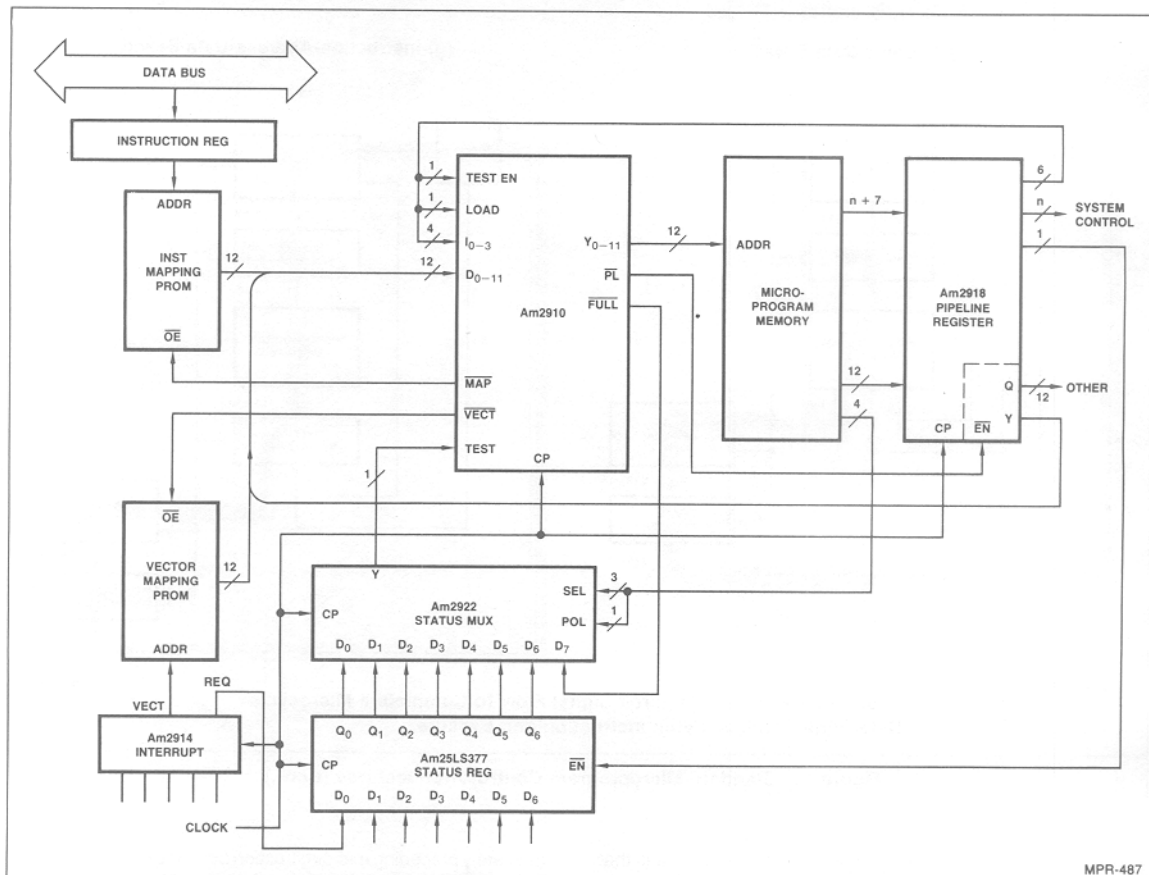 DATA BUS
INSTRUCTION REG
ADDR
INST
MAPPING
PROM
OE
12
12
1
TEST EN
1
LOAD
4
I0–3
D0–11
Am2910
Y0–11
PL
FULL
MAP
VECT
TEST
CP
12
ADDR
MICRO-
PROGRAM
MEMORY
n + 7
12
4
Am2918
PIPELINE
REGISTER
CP
EN
Q
Y
6
n
SYSTEM
CONTROL
1
OTHER
12
1
OE
VECTOR
MAPPING
PROM
12
ADDR
Y
CP
Am2922
STATUS MUX
SEL
3
POL
1
D0 D1 D2 D3 D4 D5 D6 D7
VECT
REQ
Am2914
INTERRUPT
Q0 Q1 Q2 Q3 Q4 Q5 Q6
CP
Am25LS377
STATUS REG
EN
D0 D1 D2 D3 D4 D5 D6
CLOCK
MPR-487